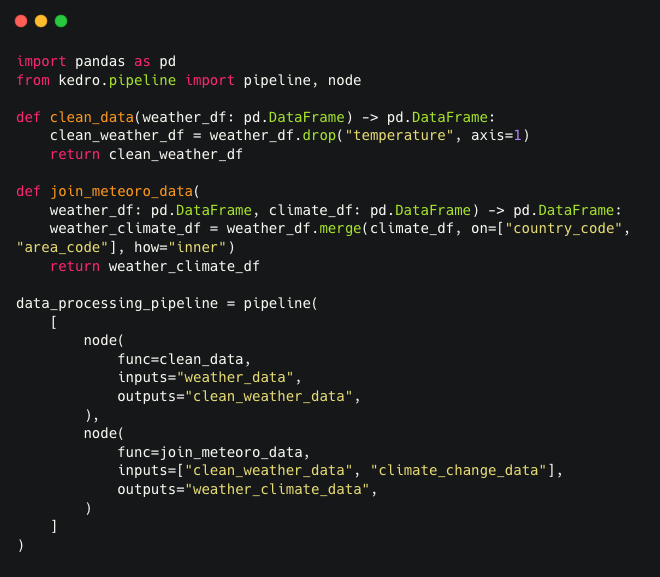 import pandas as pd
from kedro.pipeline import pipeline, node

def clean_data(weather_df: pd.DataFrame) -> pd.DataFrame:
    clean_weather_df = weather_df.drop("temperature", axis=1)
    return clean_weather_df

def join_meteoro_data(
    weather_df: pd.DataFrame, climate_df: pd.DataFrame) -> pd.DataFrame:
    weather_climate_df = weather_df.merge(climate_df, on=["country_code",
"area_code"], how="inner")
    return weather_climate_df

data_processing_pipeline = pipeline(
    [
        node(
            func=clean_data,
            inputs="weather_data",
            outputs="clean_weather_data",
        ),
        node(
            func=join_meteoro_data,
            inputs=["clean_weather_data", "climate_change_data"],
            outputs="weather_climate_data",
        )
    ]
)